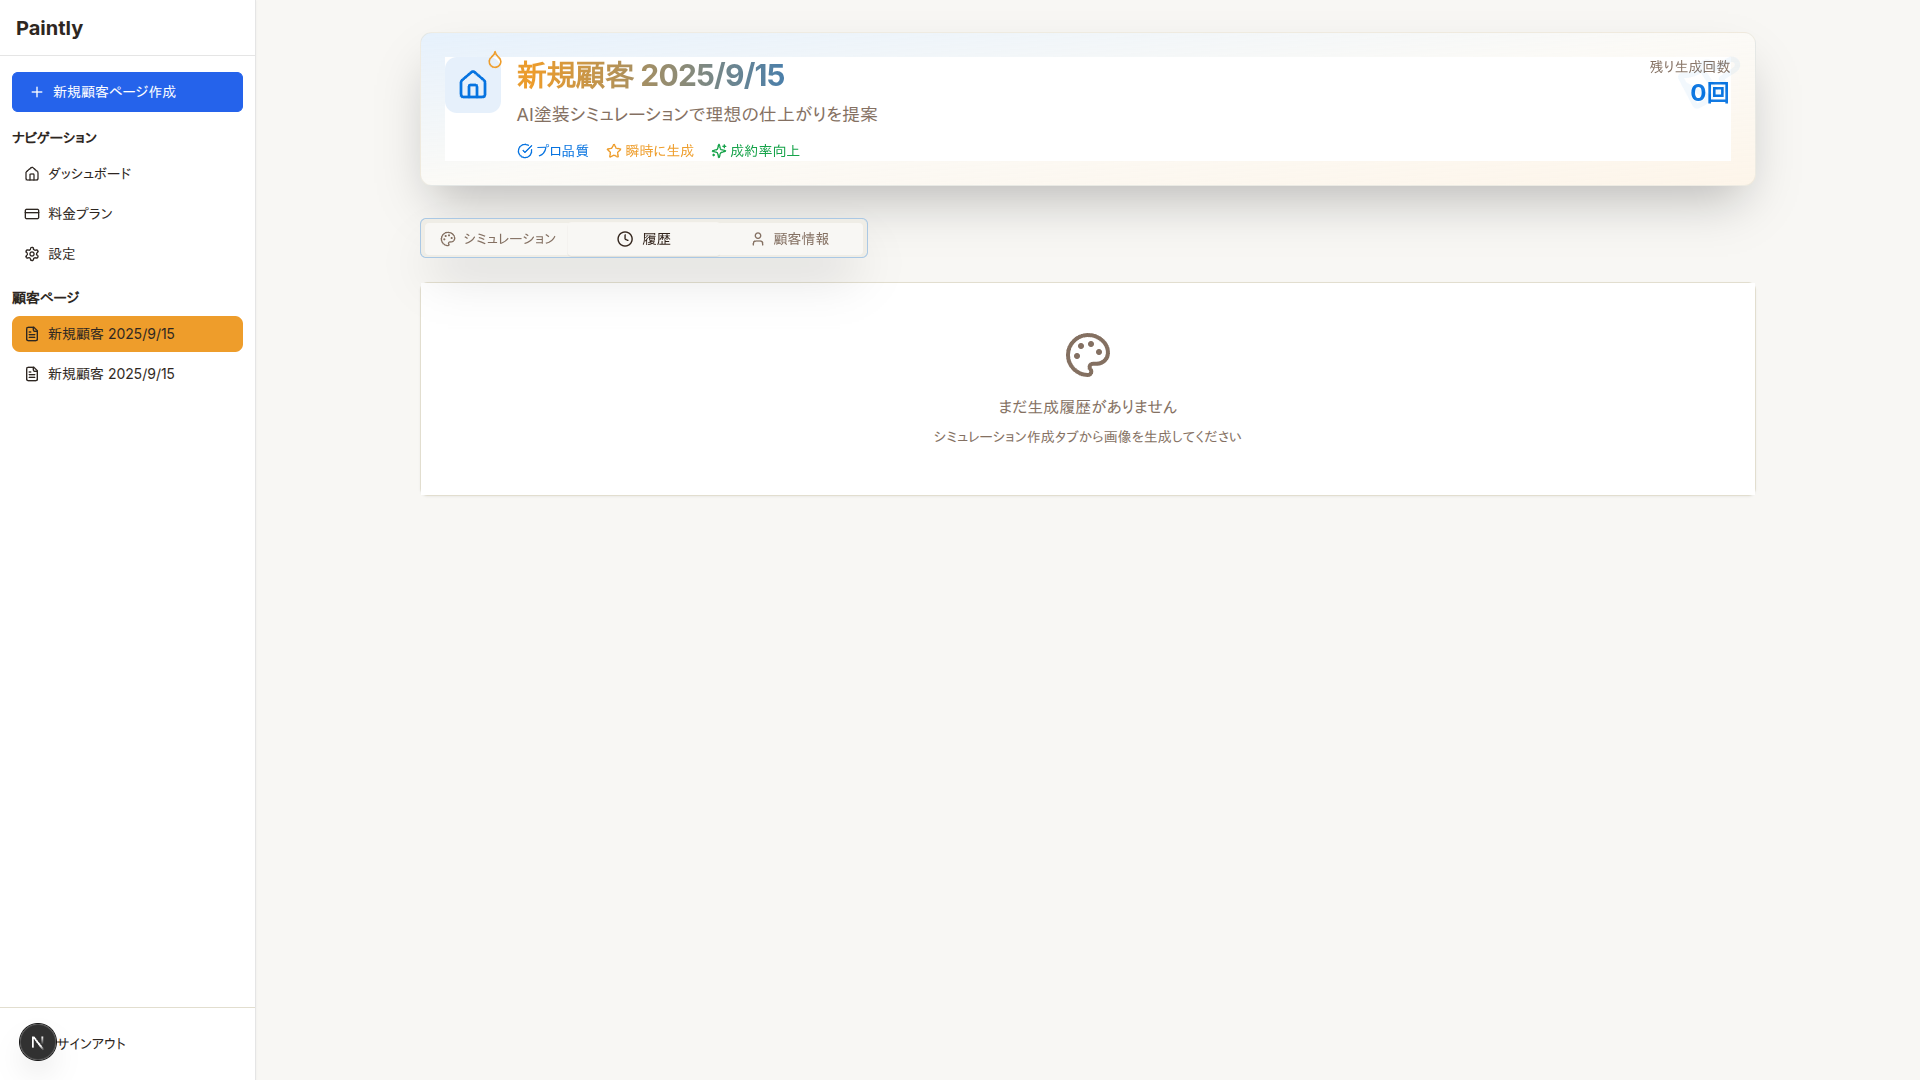 Paintly
新規顧客ページ作成
ナビゲーション
ダッシュボード
料金プラン
設定
顧客ページ
新規顧客 2025/9/15
新規顧客 2025/9/15
サインアウト
新規顧客 2025/9/15
AI塗装シミュレーションで理想の仕上がりを提案
プロ品質 瞬時に生成 成約率向上
残り生成回数
0回
シミュレーション 履歴 顧客情報
まだ生成履歴がありません
シミュレーション作成タブから画像を生成してください